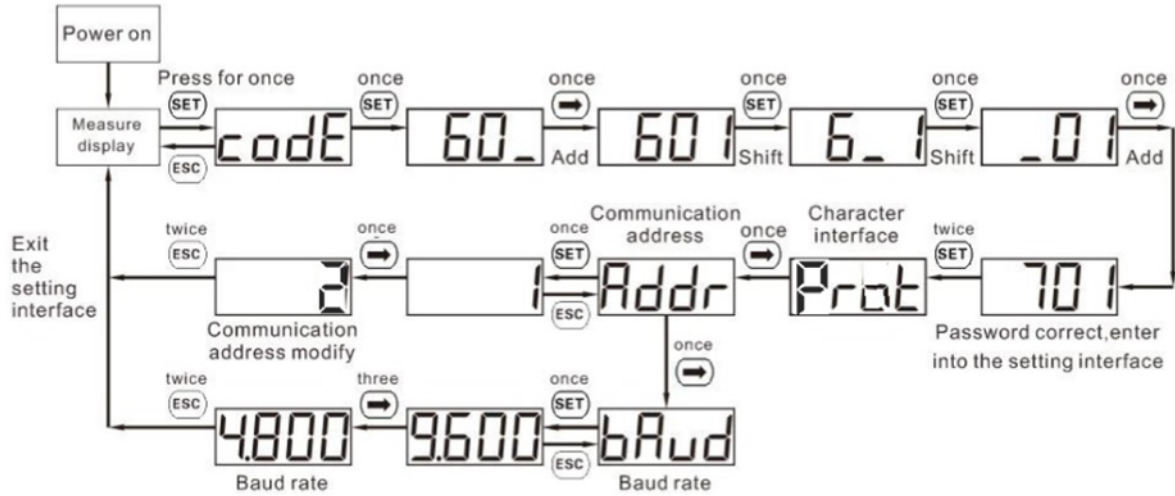 Power on
Press for once
once
once
once
once
once
SET
SET
SET
SET
Measure
display
codE
60_
601
6_1
_01
ESC
Add
Shift
Shift
Add
Communication
address
Character
interface
twice
once
once
once
twice
Exit
the
setting
interface
ESC
SET
SET
2
1
Addr
Prot
701
ESC
Communication
address modify
Password correct,enter
into the setting interface
once
twice
three
once
ESC
SET
4.800
9.600
bAud
ESC
Baud rate
Baud rate